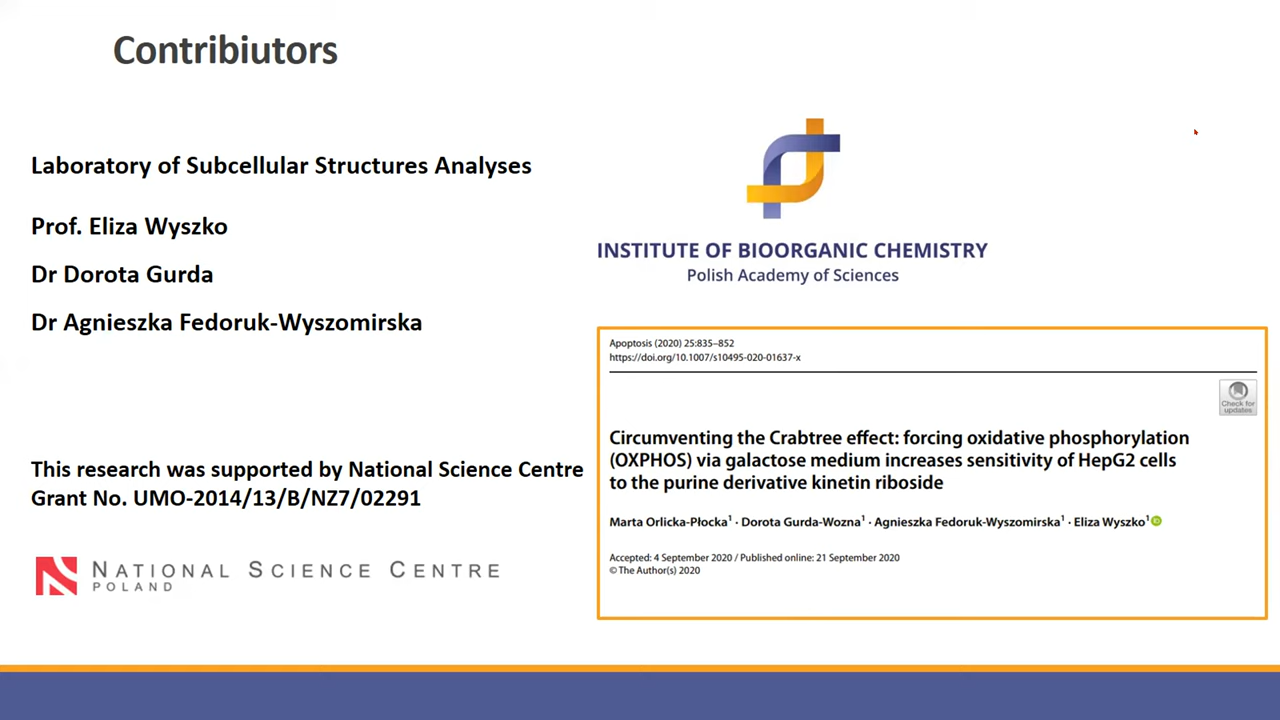 Contribiutors
Laboratory of Subcellular Structures Analyses
Prof. Eliza Wyszko
Dr Dorota Gurda
Dr Agnieszka Fedoruk-Wyszomirska
This research was supported by National Science Centre
Grant No. UMO-2014/13/B/NZ7/02291
NATIONAL SCIENCE CENTRE
POLAND
INSTITUTE OF BIOORGANIC CHEMISTRY
Polish Academy of Sciences
Apoptosis (2020) 25:835–852
https://doi.org/10.1007/s10495-020-01637-x
Check for
updates
Circumventing the Crabtree effect: forcing oxidative phosphorylation
(OXPHOS) via galactose medium increases sensitivity of HepG2 cells
to the purine derivative kinetin riboside
Marta Orlicka-Płocka¹ · Dorota Gurda-Wozna¹ · Agnieszka Fedoruk-Wyszomirska¹ · Eliza Wyszko¹
Accepted: 4 September 2020 / Published online: 21 September 2020
© The Author(s) 2020